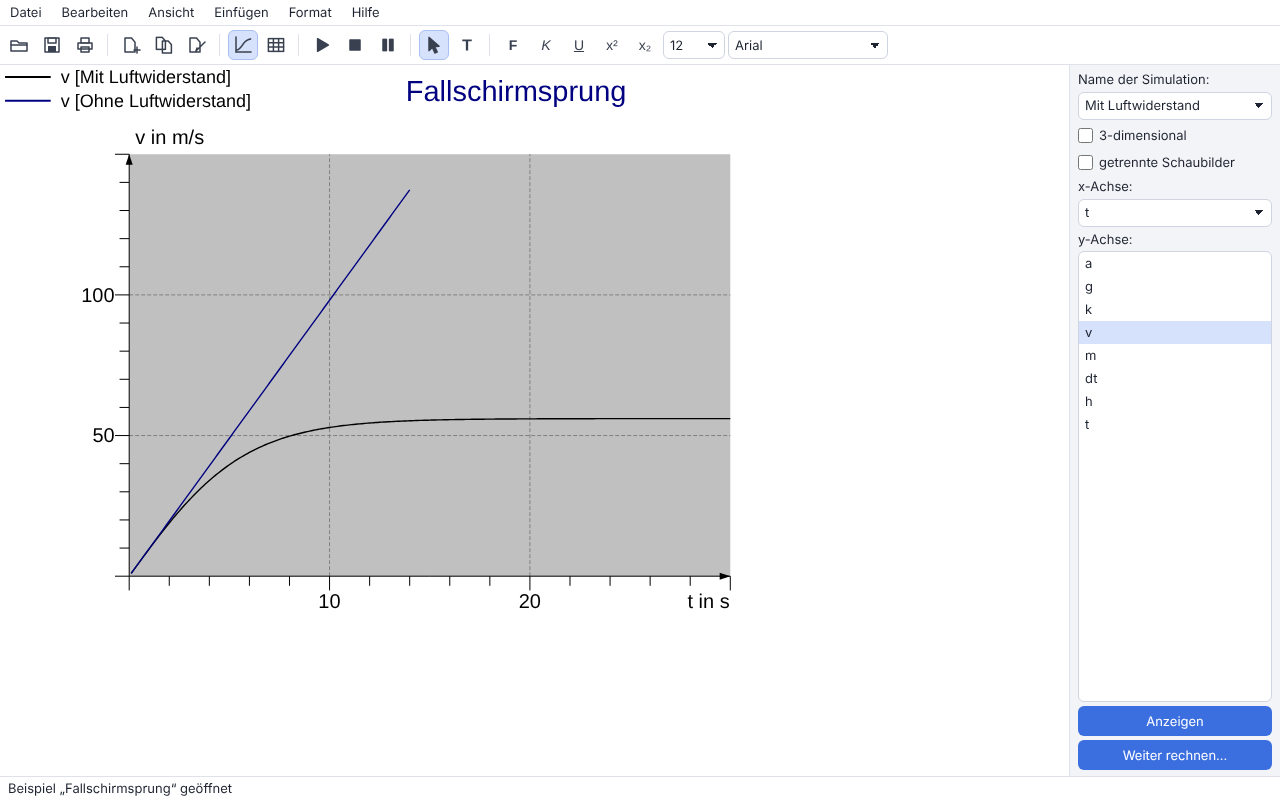 Datei Bearbeiten Ansicht Einfügen Format Hilfe
T F K U x² x₂ 12 Arial
v [Mit Luftwiderstand]
v [Ohne Luftwiderstand]
Fallschirmsprung
v in m/s
100
50
10 20 t in s
Name der Simulation:
Mit Luftwiderstand
3-dimensional
getrennte Schaubilder
x-Achse:
t
y-Achse:
a
g
k
v
m
dt
h
t
Anzeigen
Weiter rechnen...
Beispiel „Fallschirmsprung“ geöffnet